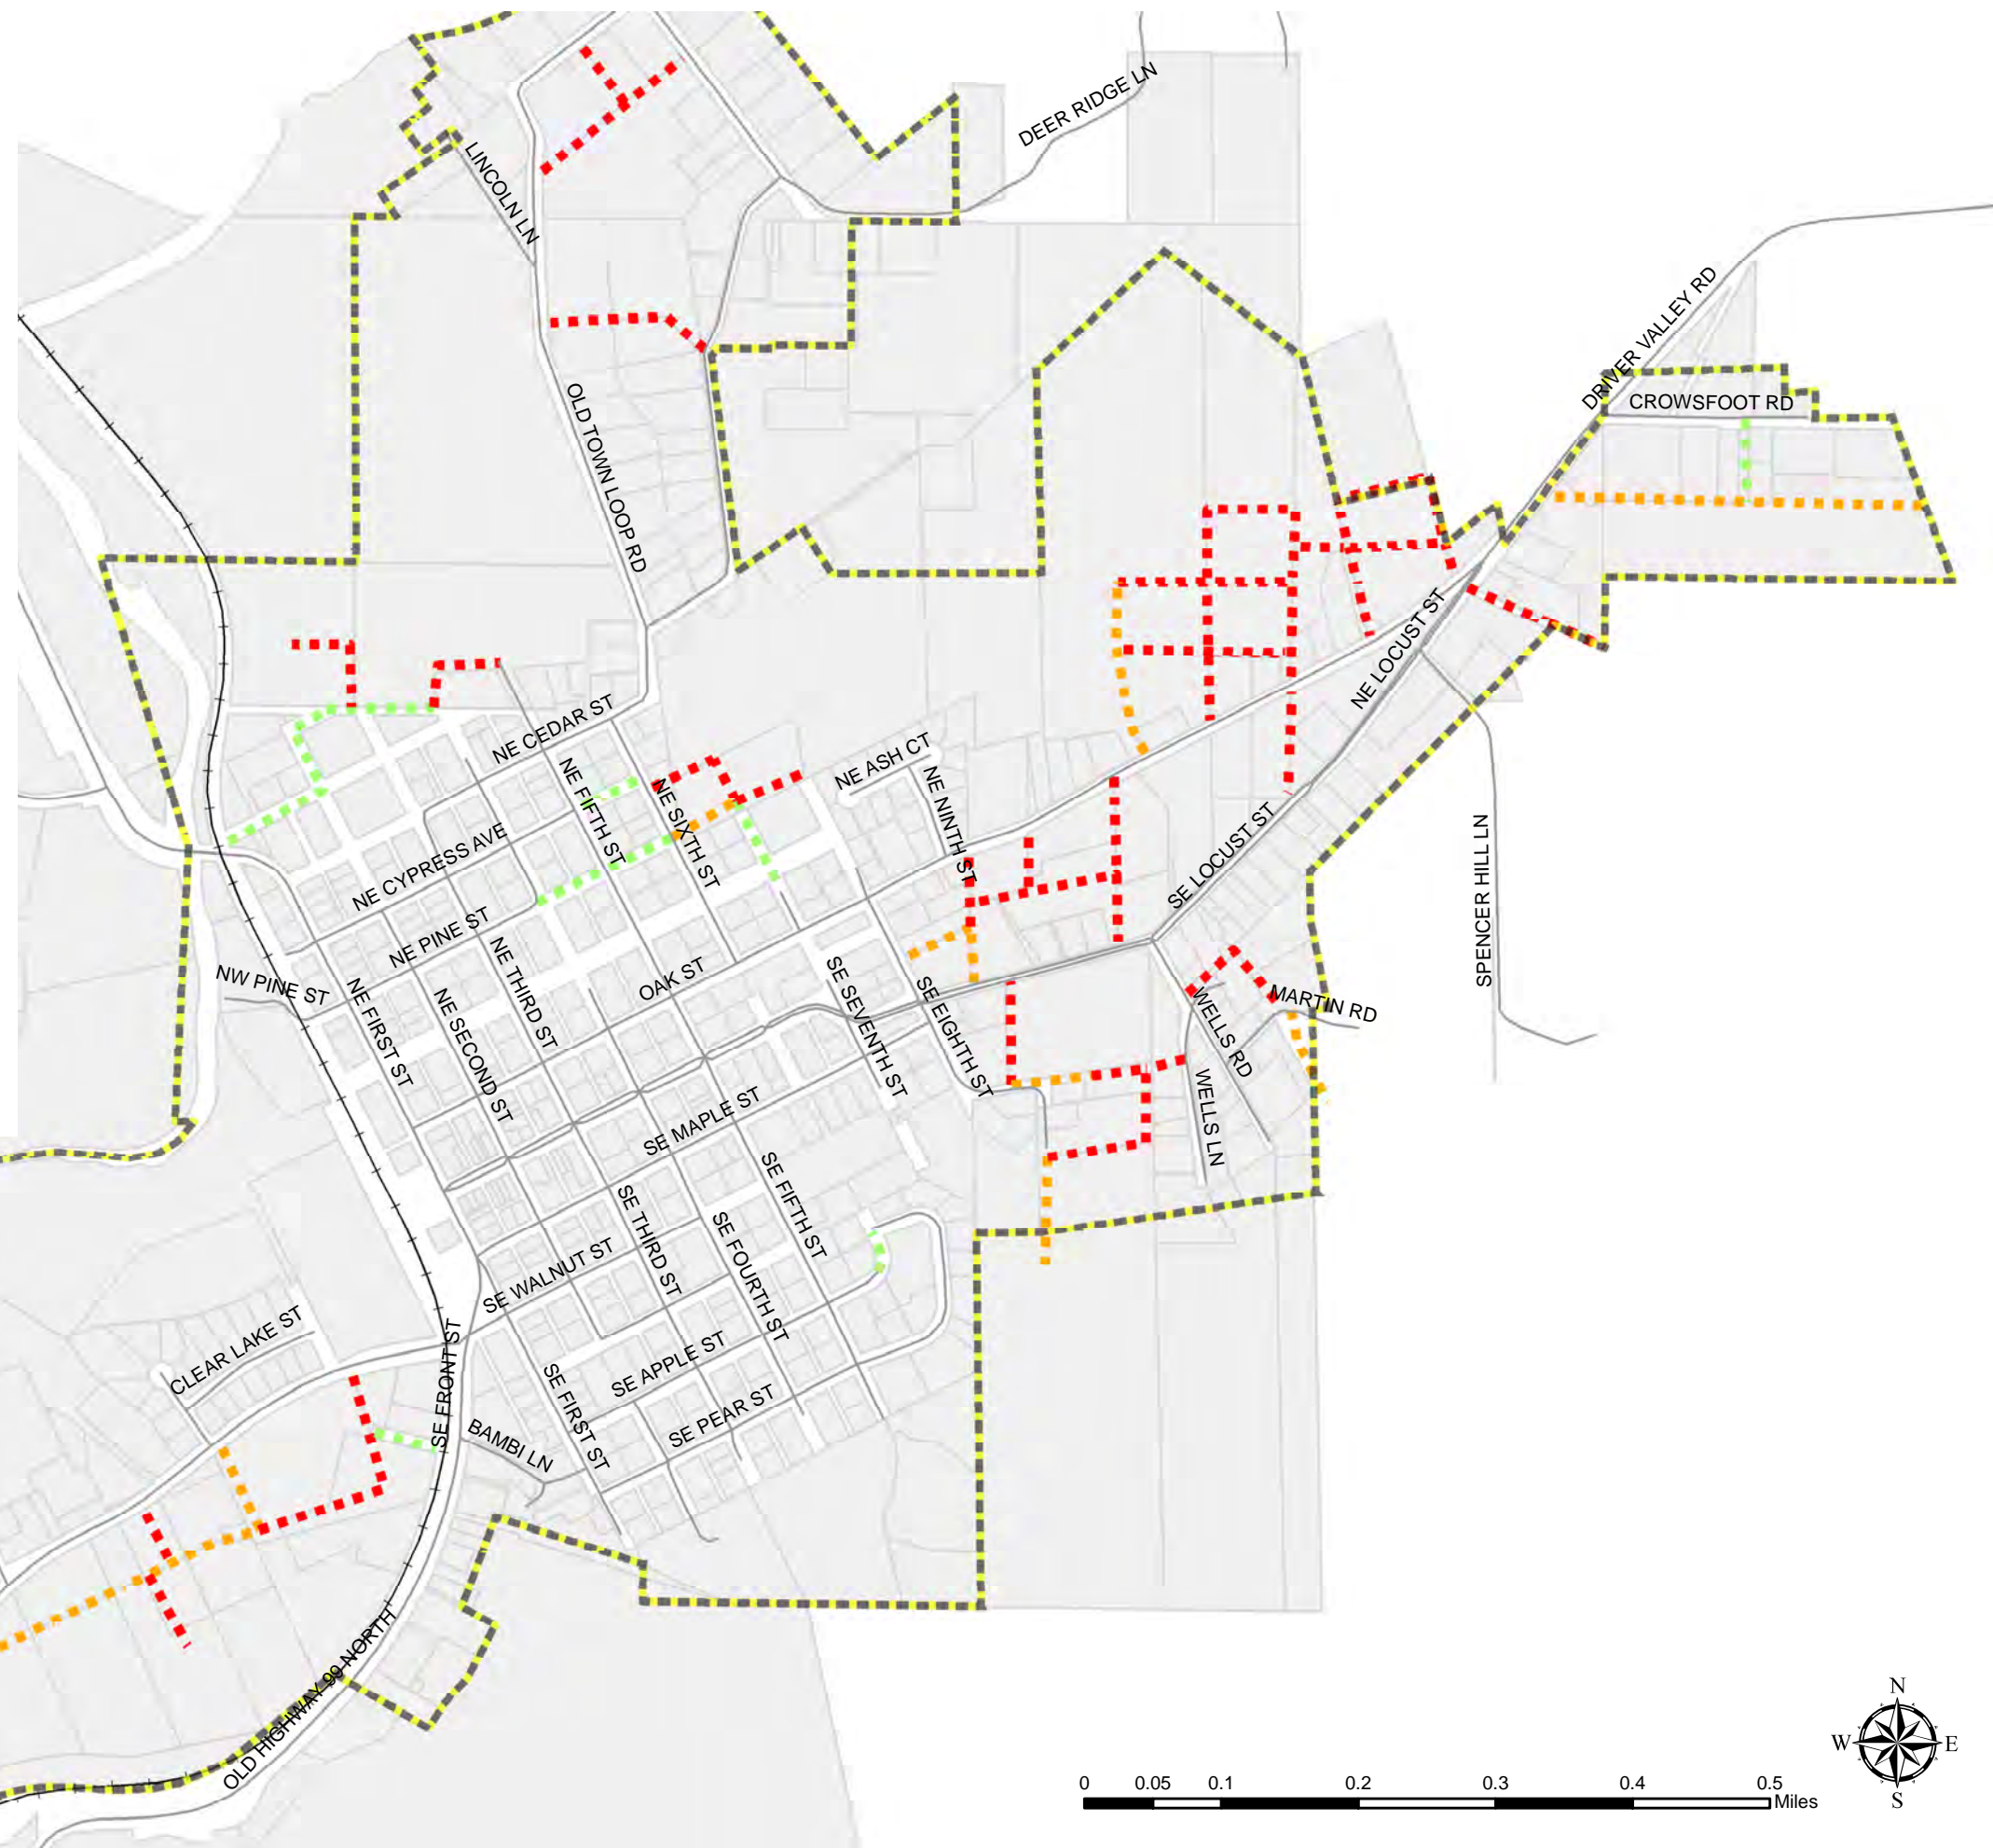 DEER RIDGE LN
LINCOLN LN
DRIVER VALLEY RD
CROWSFOOT RD
OLD TOWN LOOP RD
NE LOCUST ST
NE CEDAR ST
NE ASH CT
NE FIFTH ST
NE SIXTH ST
NE NINTH ST
NE CYPRESS AVE
SE LOCUST ST
SPENCER HILL LN
NE PINE ST
NW PINE ST
NE FIRST ST
NE SECOND ST
NE THIRD ST
OAK ST
SE SEVENTH ST
SE EIGHTH ST
MARTIN RD
WELLS RD
WELLS LN
SE MAPLE ST
SE FIFTH ST
SE THIRD ST
SE FOURTH ST
SE WALNUT ST
CLEAR LAKE ST
SE FRONT ST
SE APPLE ST
SE FIRST ST
SE PEAR ST
BAMBI LN
OLD HIGHWAY 99 NORTH
N
W E
S
0 0.05 0.1 0.2 0.3 0.4 0.5
Miles